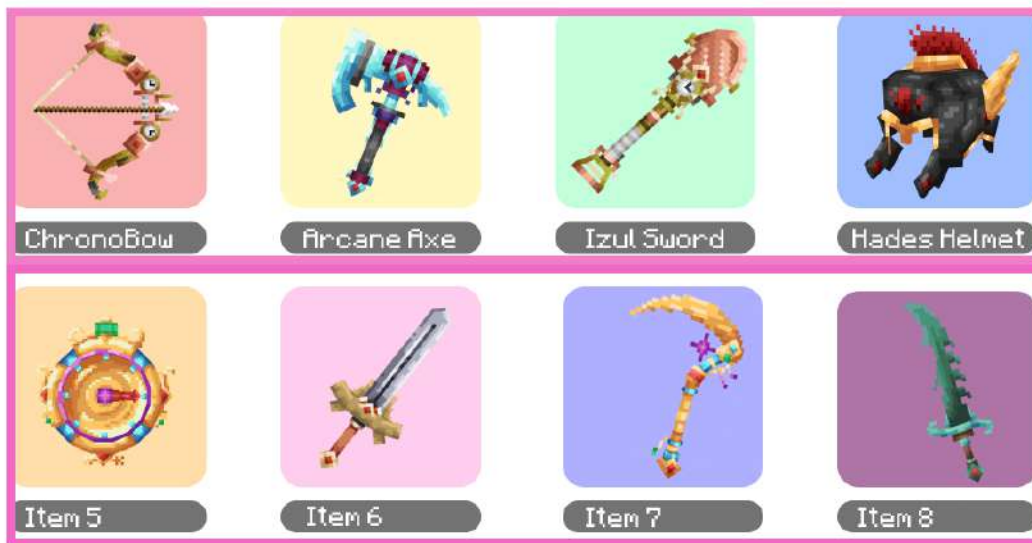 ChronoBow
Arcane Axe
Izul Sword
Hades Helmet
Item 5
Item 6
Item 7
Item 8